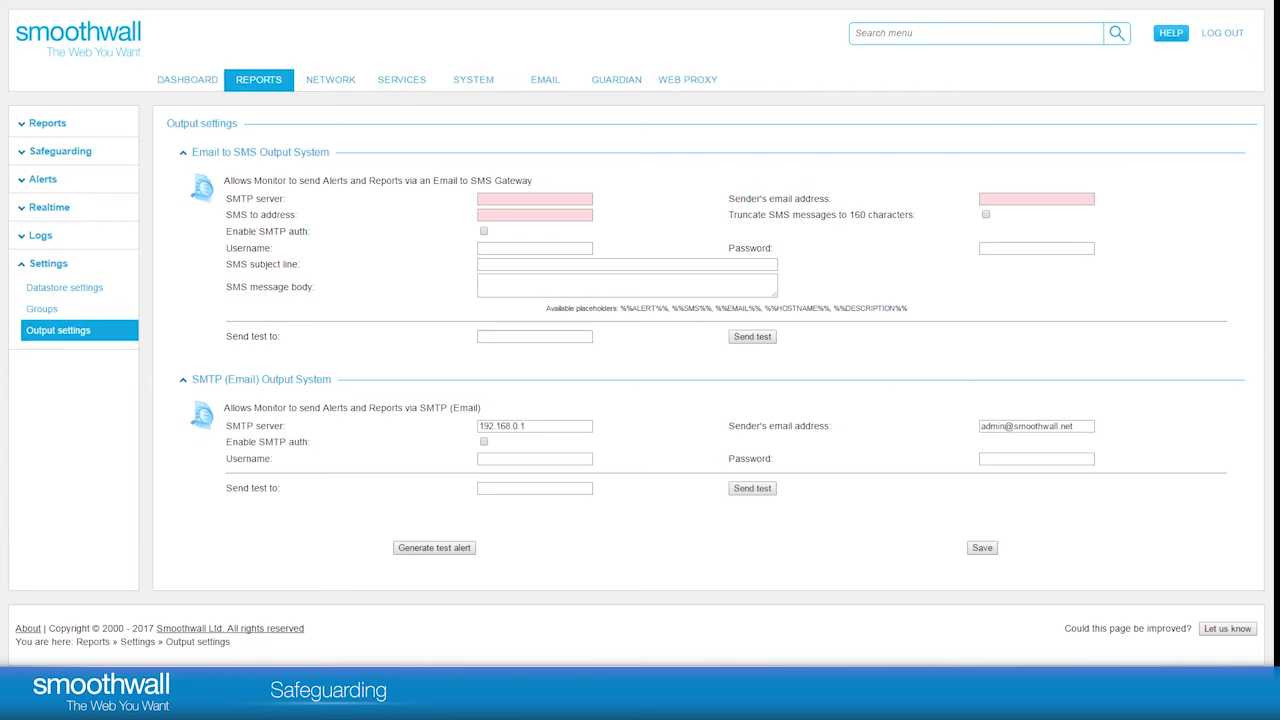 smoothwall
The Web You Want
Search menu
HELP
LOG OUT
DASHBOARD REPORTS NETWORK SERVICES SYSTEM EMAIL GUARDIAN WEB PROXY
Reports
Safeguarding
Alerts
Realtime
Logs
Settings
Datastore settings
Groups
Output settings
Output settings
Email to SMS Output System
Allows Monitor to send Alerts and Reports via an Email to SMS Gateway
SMTP server: Sender's email address:
SMS to address: Truncate SMS messages to 160 characters:
Enable SMTP auth:
Username: Password:
SMS subject line:
SMS message body:
Available placeholders: %%ALERT%%, %%SMS%%, %%EMAIL%%, %%HOSTNAME%%, %%DESCRIPTION%%
Send test to: Send test
SMTP (Email) Output System
Allows Monitor to send Alerts and Reports via SMTP (Email)
SMTP server: 192.168.0.1 Sender's email address: admin@smoothwall.net
Enable SMTP auth:
Username: Password:
Send test to: Send test
Generate test alert Save
About | Copyright © 2000 - 2017 Smoothwall Ltd. All rights reserved
Could this page be improved? Let us know
You are here: Reports » Settings » Output settings
smoothwall
The Web You Want
Safeguarding